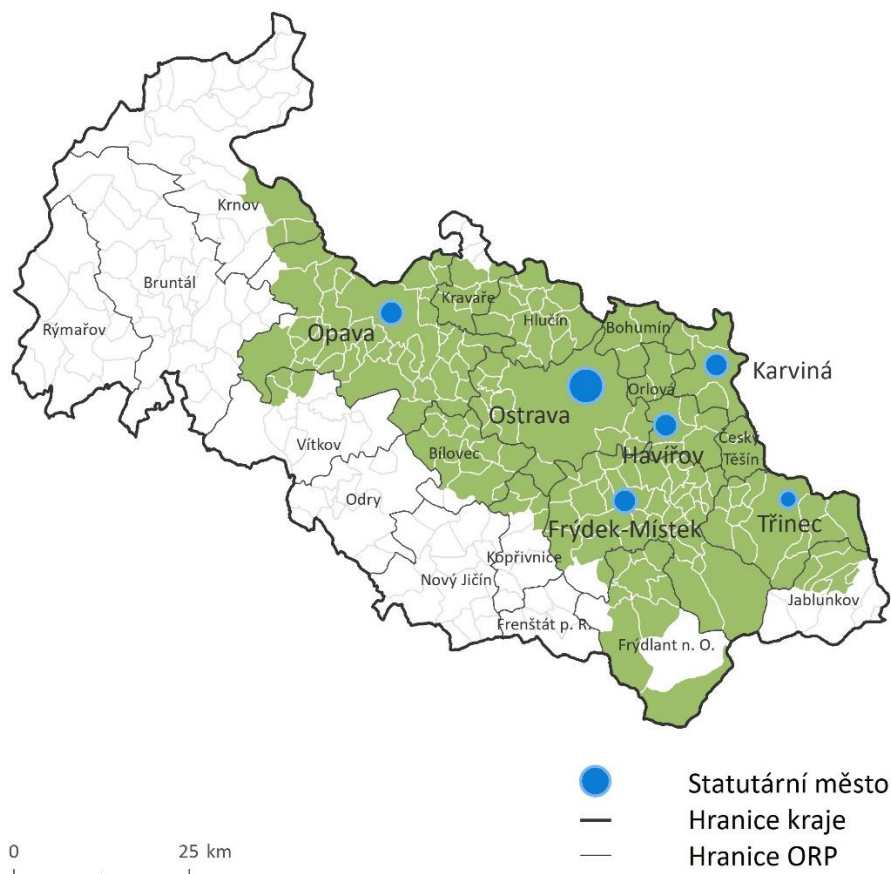 Krnov
Bruntál
Rýmařov
Opava
Kravaře
Hlučín
Bohumín
Karviná
Orlová
Ostrava
Havířov
Český
Těšín
Vítkov
Bílovec
Odry
Frýdek-Místek
Třinec
Kopřivnice
Nový Jičín
Jablunkov
Frenštát p. R.
Frýdlant n. O.
Statutární město
Hranice kraje
Hranice ORP
0
25 km